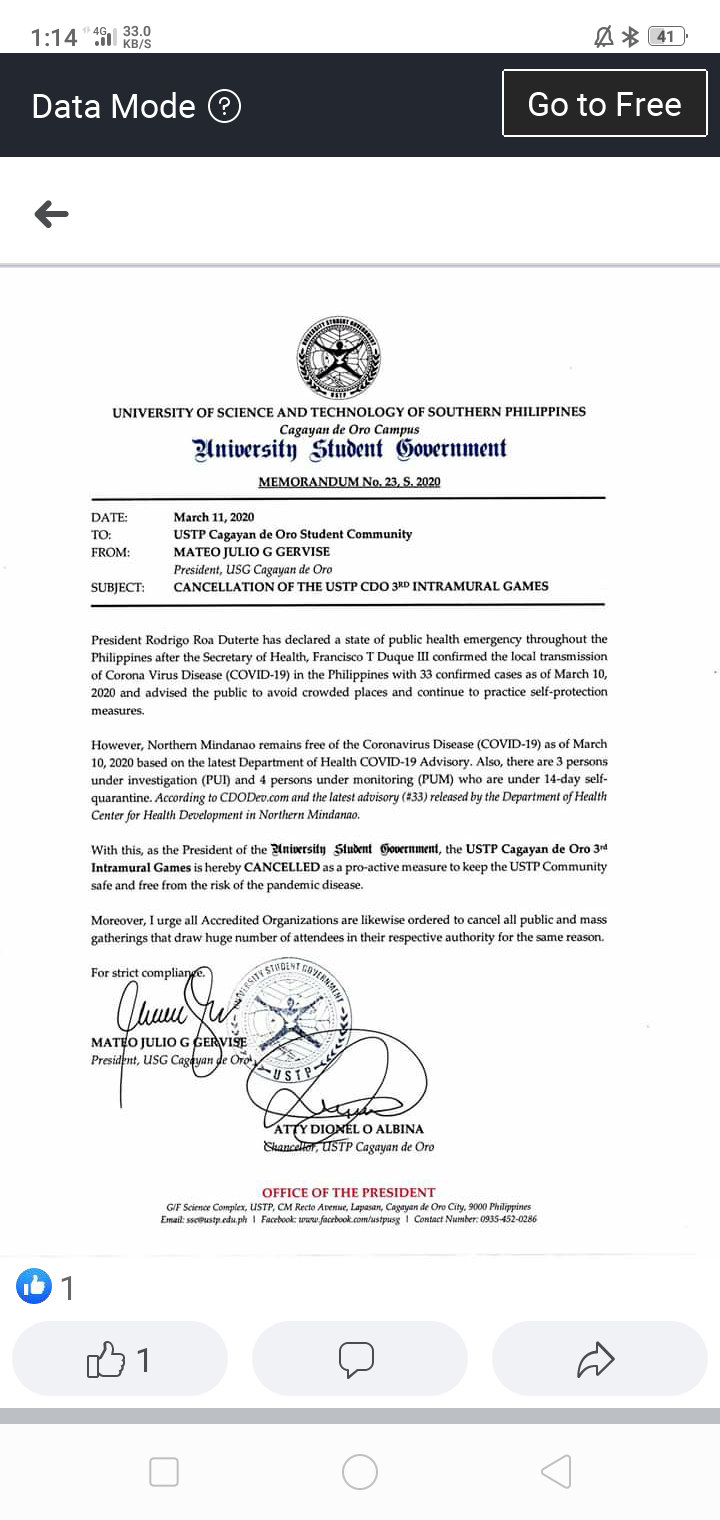 1:14 4G 33.0 KB/S 41
Data Mode ? Go to Free
UNIVERSITY STUDENT GOVERNMENT
USTP
UNIVERSITY OF SCIENCE AND TECHNOLOGY OF SOUTHERN PHILIPPINES
Cagayan de Oro Campus
University Student Government
MEMORANDUM No. 23, S. 2020
DATE: March 11, 2020
TO: USTP Cagayan de Oro Student Community
FROM: MATEO JULIO G GERVISE
President, USG Cagayan de Oro
SUBJECT: CANCELLATION OF THE USTP CDO 3RD INTRAMURAL GAMES
President Rodrigo Roa Duterte has declared a state of public health emergency throughout the
Philippines after the Secretary of Health, Francisco T Duque III confirmed the local transmission
of Corona Virus Disease (COVID-19) in the Philippines with 33 confirmed cases as of March 10,
2020 and advised the public to avoid crowded places and continue to practice self-protection
measures.
However, Northern Mindanao remains free of the Coronavirus Disease (COVID-19) as of March
10, 2020 based on the latest Department of Health COVID-19 Advisory. Also, there are 3 persons
under investigation (PUI) and 4 persons under monitoring (PUM) who are under 14-day self-
quarantine. According to CDODev.com and the latest advisory (#33) released by the Department of Health
Center for Health Development in Northern Mindanao.
With this, as the President of the University Student Government, the USTP Cagayan de Oro 3rd
Intramural Games is hereby CANCELLED as a pro-active measure to keep the USTP Community
safe and free from the risk of the pandemic disease.
Moreover, I urge all Accredited Organizations are likewise ordered to cancel all public and mass
gatherings that draw huge number of attendees in their respective authority for the same reason.
For strict compliance.
UNIVERSITY STUDENT GOVERNMENT
USTP
MATEO JULIO G GERVISE
President, USG Cagayan de Oro
ATTY DIONEL O ALBINA
Chancellor, USTP Cagayan de Oro
OFFICE OF THE PRESIDENT
G/F Science Complex, USTP, CM Recto Avenue, Lapasan, Cagayan de Oro City, 9000 Philippines
Email: ssc@ustp.edu.ph | Facebook: www.facebook.com/ustpusg | Contact Number: 0935-452-0286
1
1